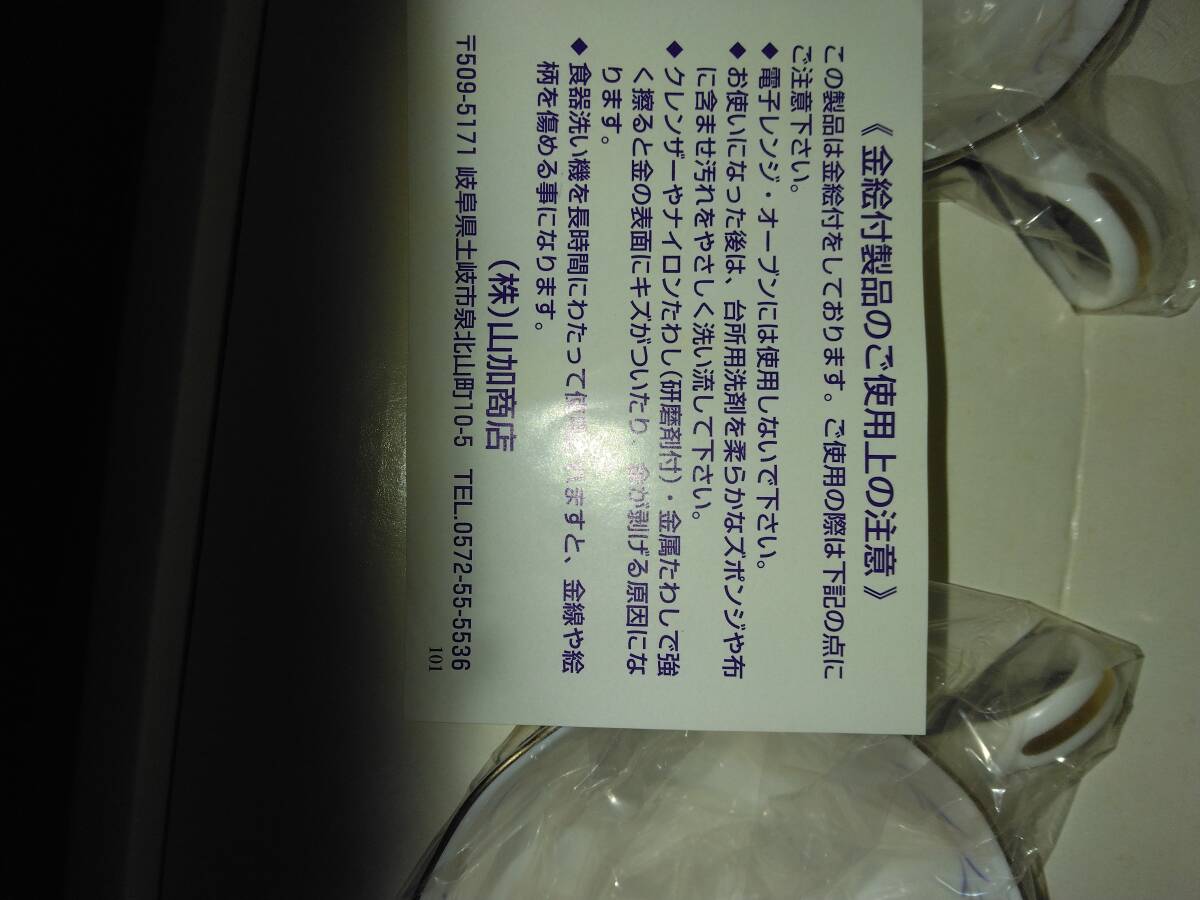 《 金絵付製品のご使用上の注意 》
この製品は金絵付をしております。ご使用の際は下記の点に
ご注意下さい。
◆ 電子レンジ・オーブンには使用しないで下さい。
◆ お使いになった後は、台所用洗剤を柔らかなズポンジや布
に含ませ汚れをやさしく洗い流して下さい。
◆ クレンザーやナイロンたわし（研磨剤付）・金属たわしで強
く擦ると金の表面にキズがついたり、金が剥げる原因にな
ります。
◆ 食器洗い機を長時間にわたって使 れますと、金線や絵
柄を傷める事になります。
（株）山加商店
〒509-5171 岐阜県土岐市泉北山町10-5 TEL.0572-55-5536
101